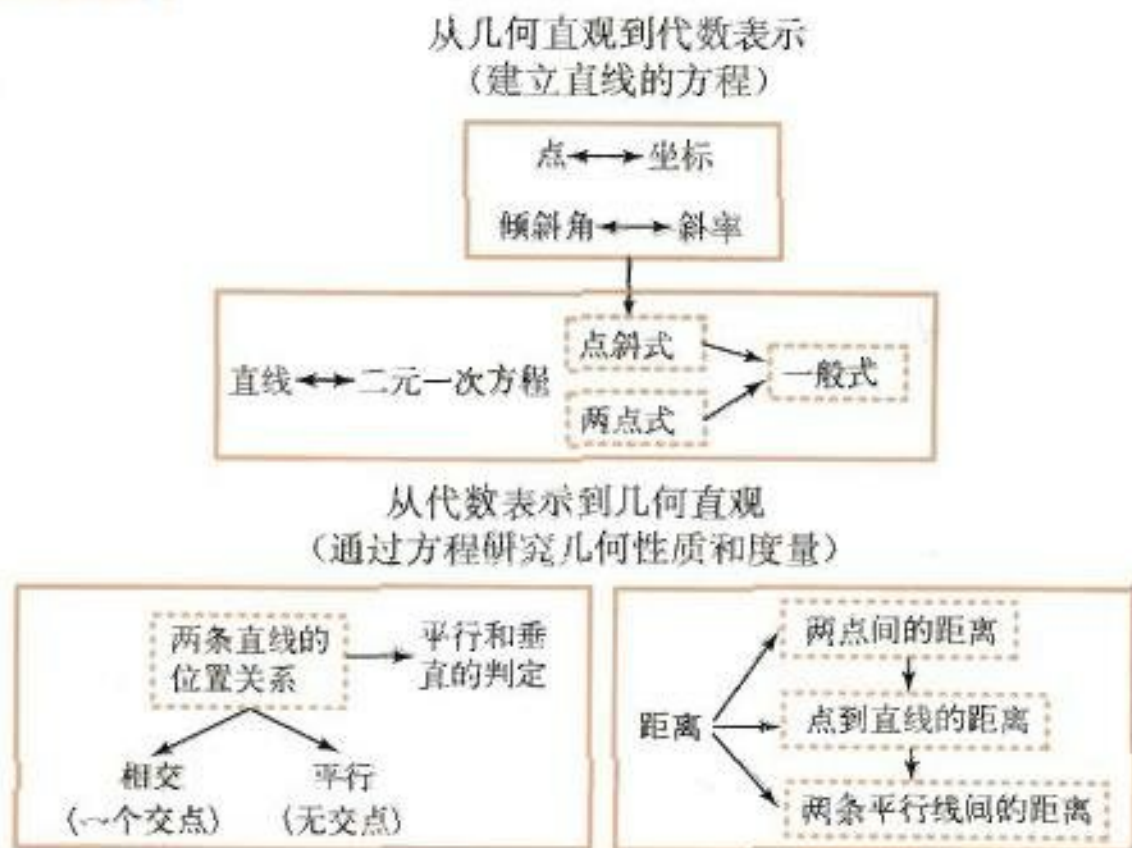 从几何直观到代数表示
（建立直线的方程）
点 坐标
倾斜角 斜率
直线 二元一次方程
点斜式
两点式
一般式
从代数表示到几何直观
（通过方程研究几何性质和度量）
两条直线的
位置关系
平行和垂
直的判定
相交
（一个交点）
平行
（无交点）
距离
两点间的距离
点到直线的距离
两条平行线间的距离